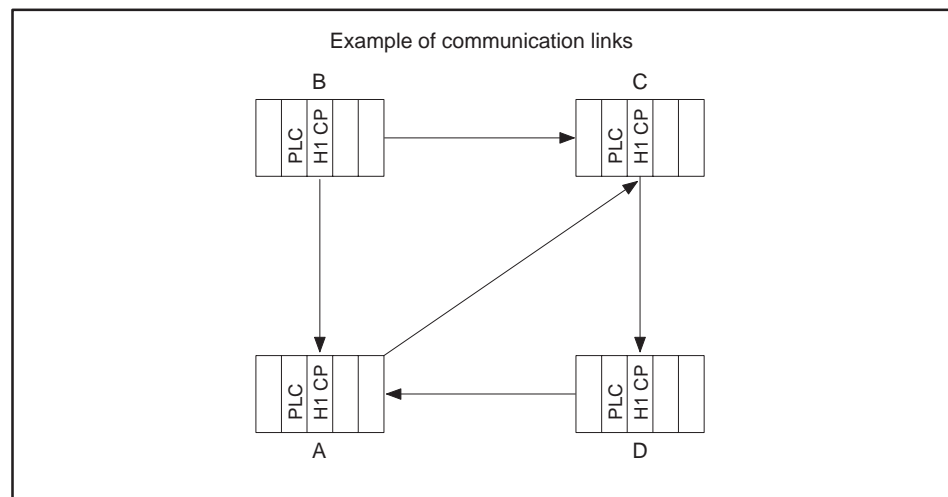 Example of communication links
B
C
PLC
H1 CP
PLC
H1 CP
PLC
H1 CP
PLC
H1 CP
A
D